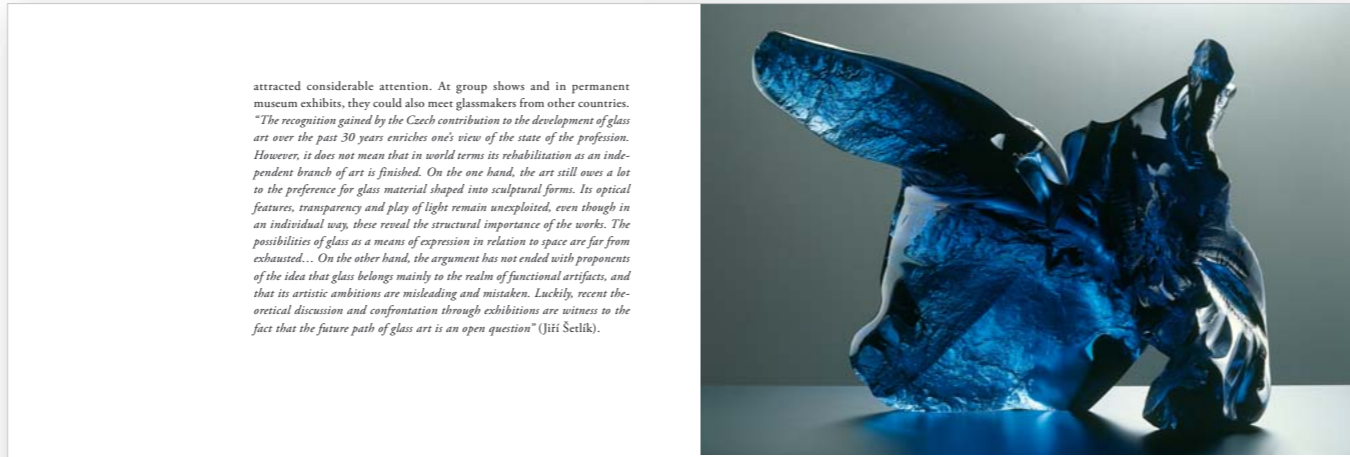 attracted considerable attention. At group shows and in permanent
museum exhibits, they could also meet glassmakers from other countries.
“The recognition gained by the Czech contribution to the development of glass
art over the past 30 years enriches one’s view of the state of the profession.
However, it does not mean that in world terms its rehabilitation as an inde-
pendent branch of art is finished. On the one hand, the art still owes a lot
to the preference for glass material shaped into sculptural forms. Its optical
features, transparency and play of light remain unexploited, even though in
an individual way, these reveal the structural importance of the works. The
possibilities of glass as a means of expression in relation to space are far from
exhausted… On the other hand, the argument has not ended with proponents
of the idea that glass belongs mainly to the realm of functional artifacts, and
that its artistic ambitions are misleading and mistaken. Luckily, recent the-
oretical discussion and confrontation through exhibitions are witness to the
fact that the future path of glass art is an open question” (Jiří Šetlík).